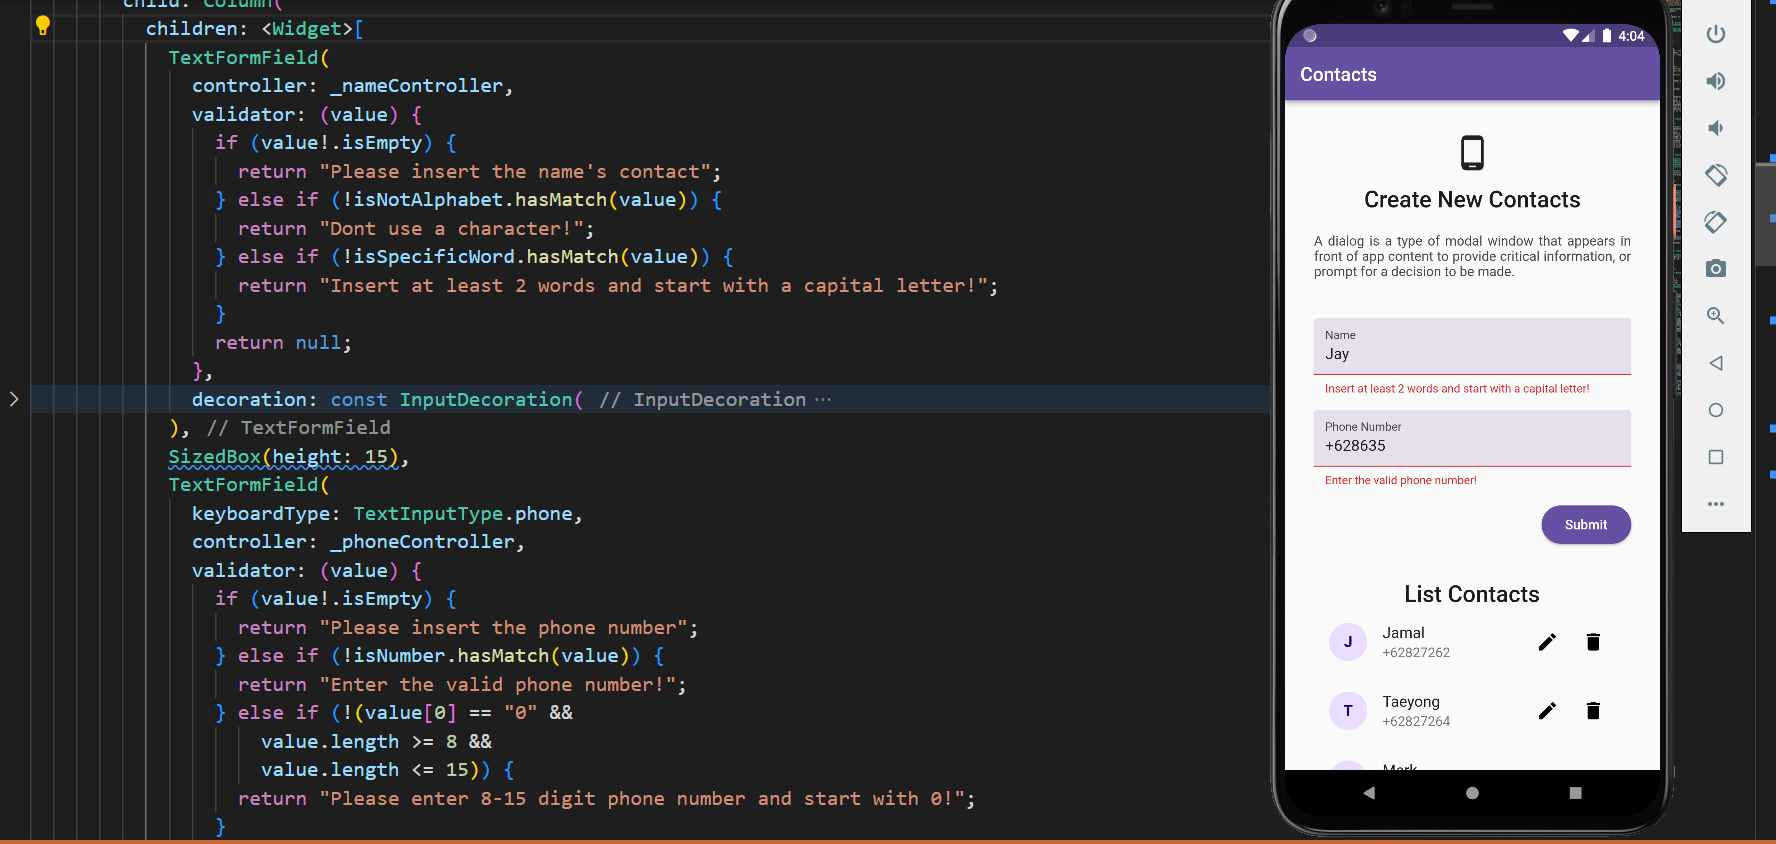 child: Column(
children: <Widget>[
TextFormField(
controller: _nameController,
validator: (value) {
if (value!.isEmpty) {
return "Please insert the name's contact";
} else if (!isNotAlphabet.hasMatch(value)) {
return "Dont use a character!";
} else if (!isSpecificWord.hasMatch(value)) {
return "Insert at least 2 words and start with a capital letter!";
}
return null;
},
decoration: const InputDecoration( // InputDecoration ···
), // TextFormField
SizedBox(height: 15),
TextFormField(
keyboardType: TextInputType.phone,
controller: _phoneController,
validator: (value) {
if (value!.isEmpty) {
return "Please insert the phone number";
} else if (!isNumber.hasMatch(value)) {
return "Enter the valid phone number!";
} else if (!(value[0] == "0" &&
value.length >= 8 &&
value.length <= 15)) {
return "Please enter 8-15 digit phone number and start with 0!";
}
4:04
Contacts
Create New Contacts
A dialog is a type of modal window that appears in
front of app content to provide critical information, or
prompt for a decision to be made.
Name
Jay
Insert at least 2 words and start with a capital letter!
Phone Number
+628635
Enter the valid phone number!
Submit
List Contacts
J
Jamal
+62827262
T
Taeyong
+62827264
Mark